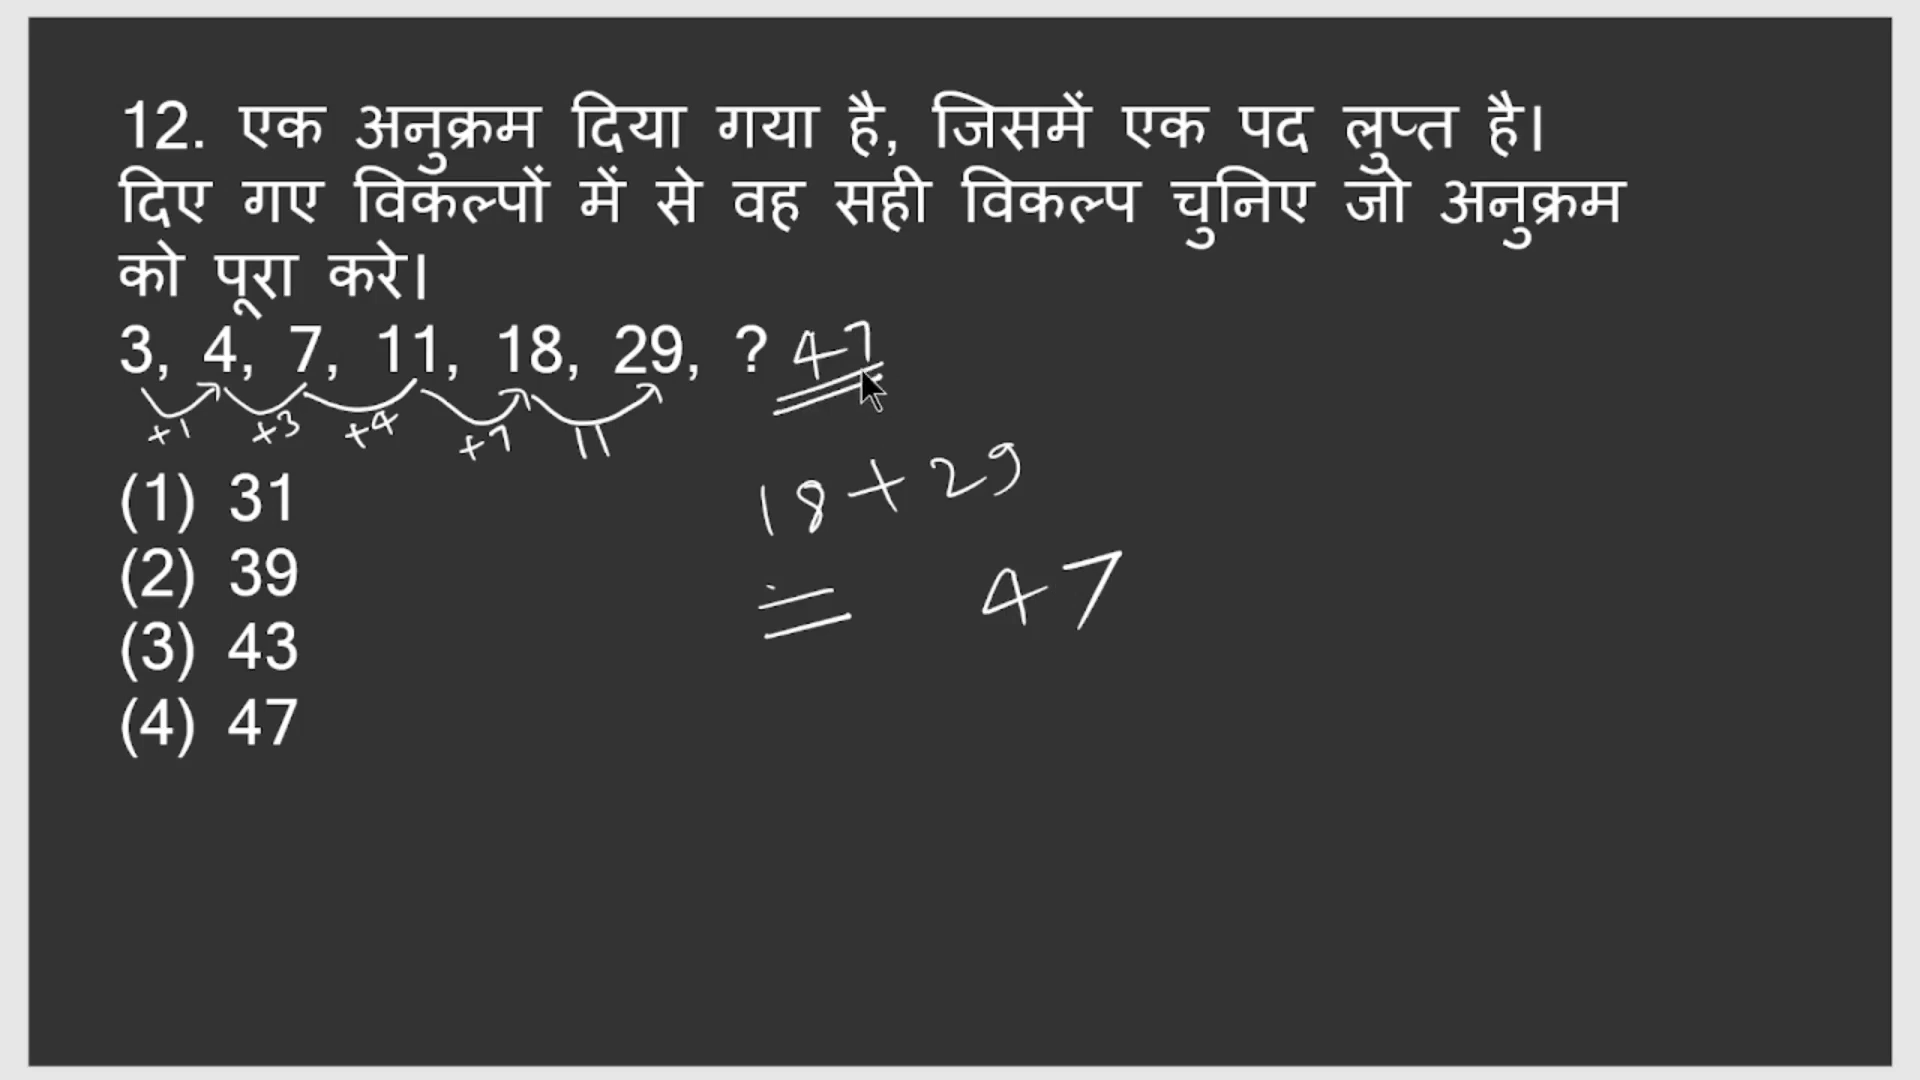 12. एक अनुक्रम दिया गया है, जिसमें एक पद लुप्त है।
दिए गए विकल्पों में से वह सही विकल्प चुनिए जो अनुक्रम
को पूरा करे।
3, 4, 7, 11, 18, 29, ? 47
+1 +3 +4 +7 11
18+29
= 47
(1) 31
(2) 39
(3) 43
(4) 47